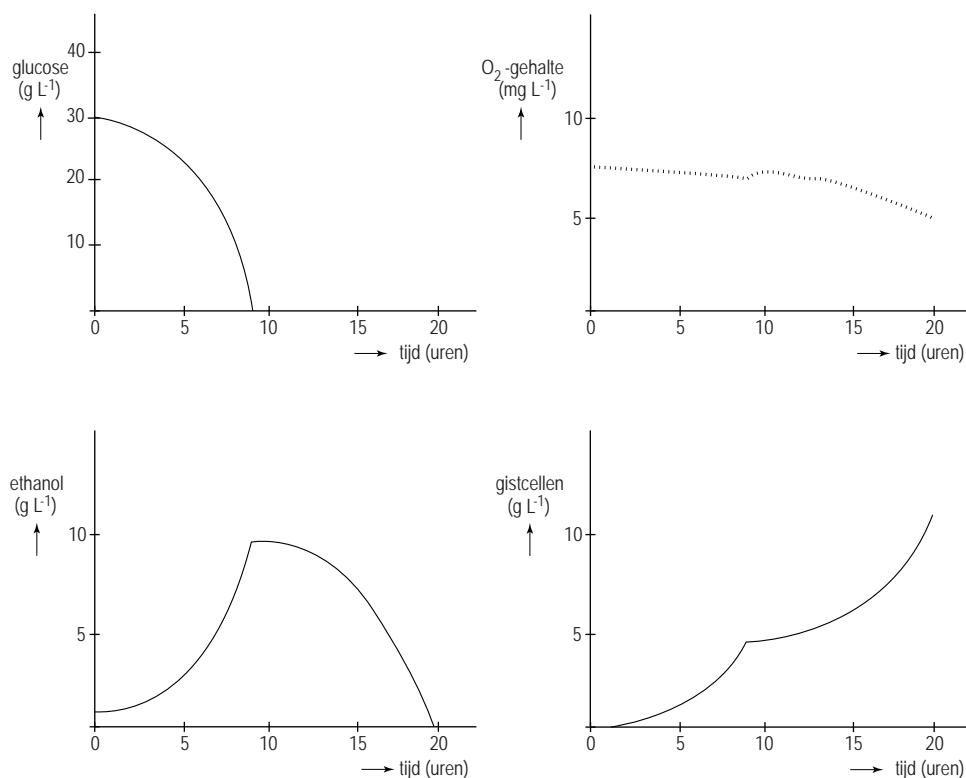 40
glucose
(g L⁻¹)
30
20
10
0 5 10 15 20
tijd (uren)
O₂-gehalte
(mg L⁻¹)
10
5
0 5 10 15 20
tijd (uren)
ethanol
(g L⁻¹)
10
5
0 5 10 15 20
tijd (uren)
gistcellen
(g L⁻¹)
10
5
0 5 10 15 20
tijd (uren)